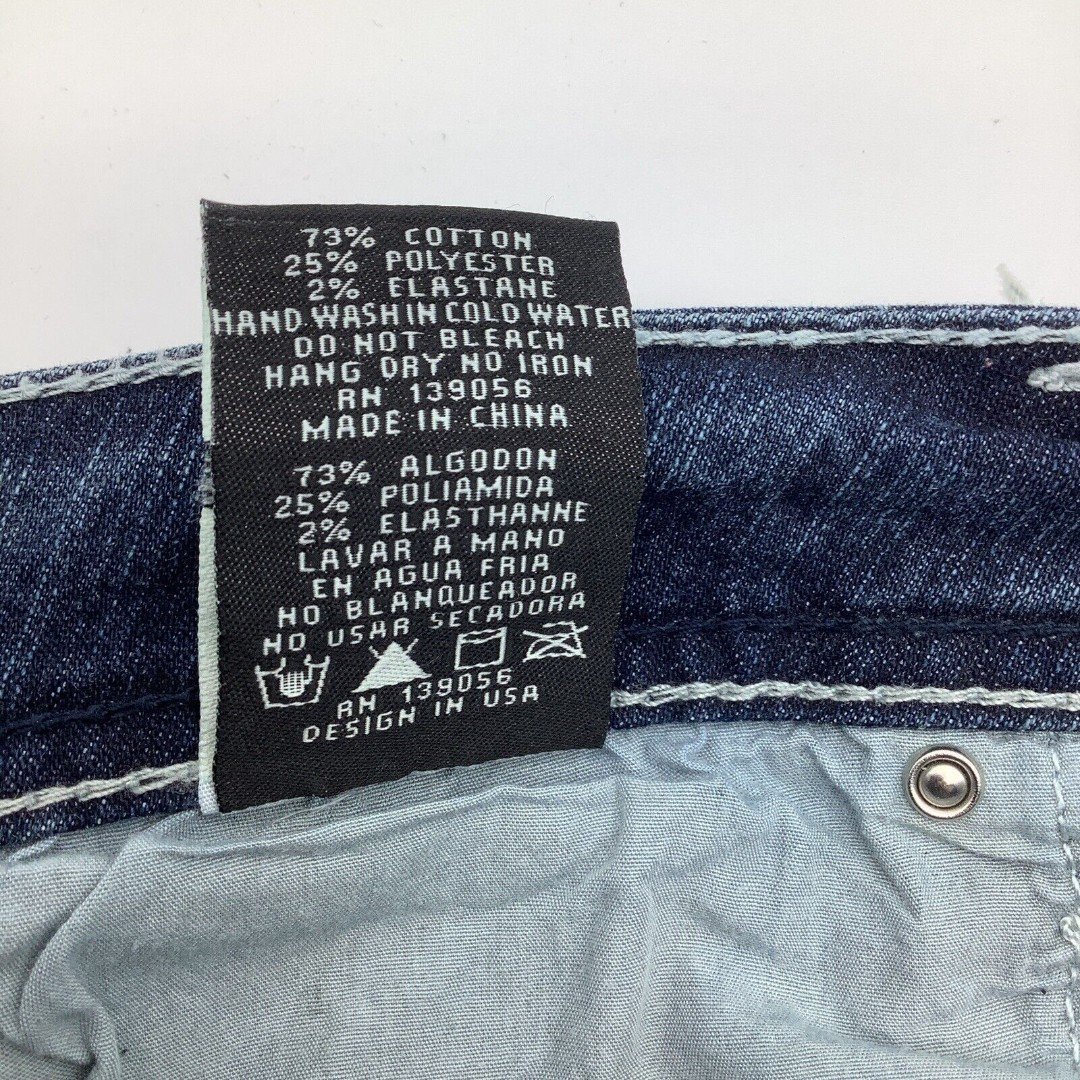 73% COTTON
25% POLYESTER
2% ELASTANE
HAND WASH IN COLD WATER
DO NOT BLEACH
HANG DRY NO IRON
RN 139056
MADE IN CHINA
73% ALGODON
25% POLIAMIDA
2% ELASTHANNE
LAVAR A MANO
EN AGUA FRIA
NO BLANQUEADOR
NO USAR SECADORA
RN 139056
DESIGN IN USA